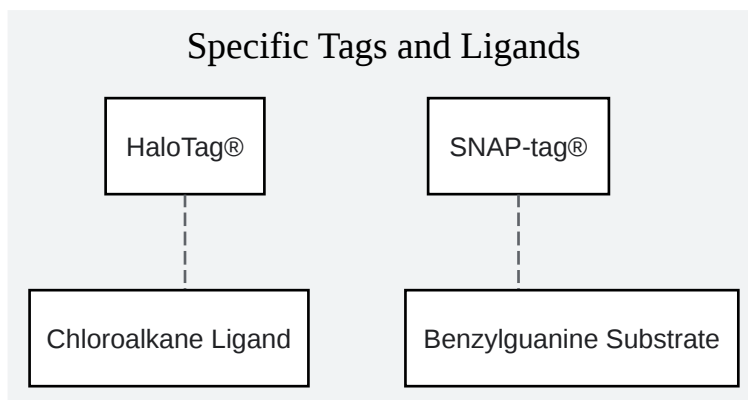 Specific Tags and Ligands
HaloTag®
SNAP-tag®
Chloroalkane Ligand
Benzylguanine Substrate